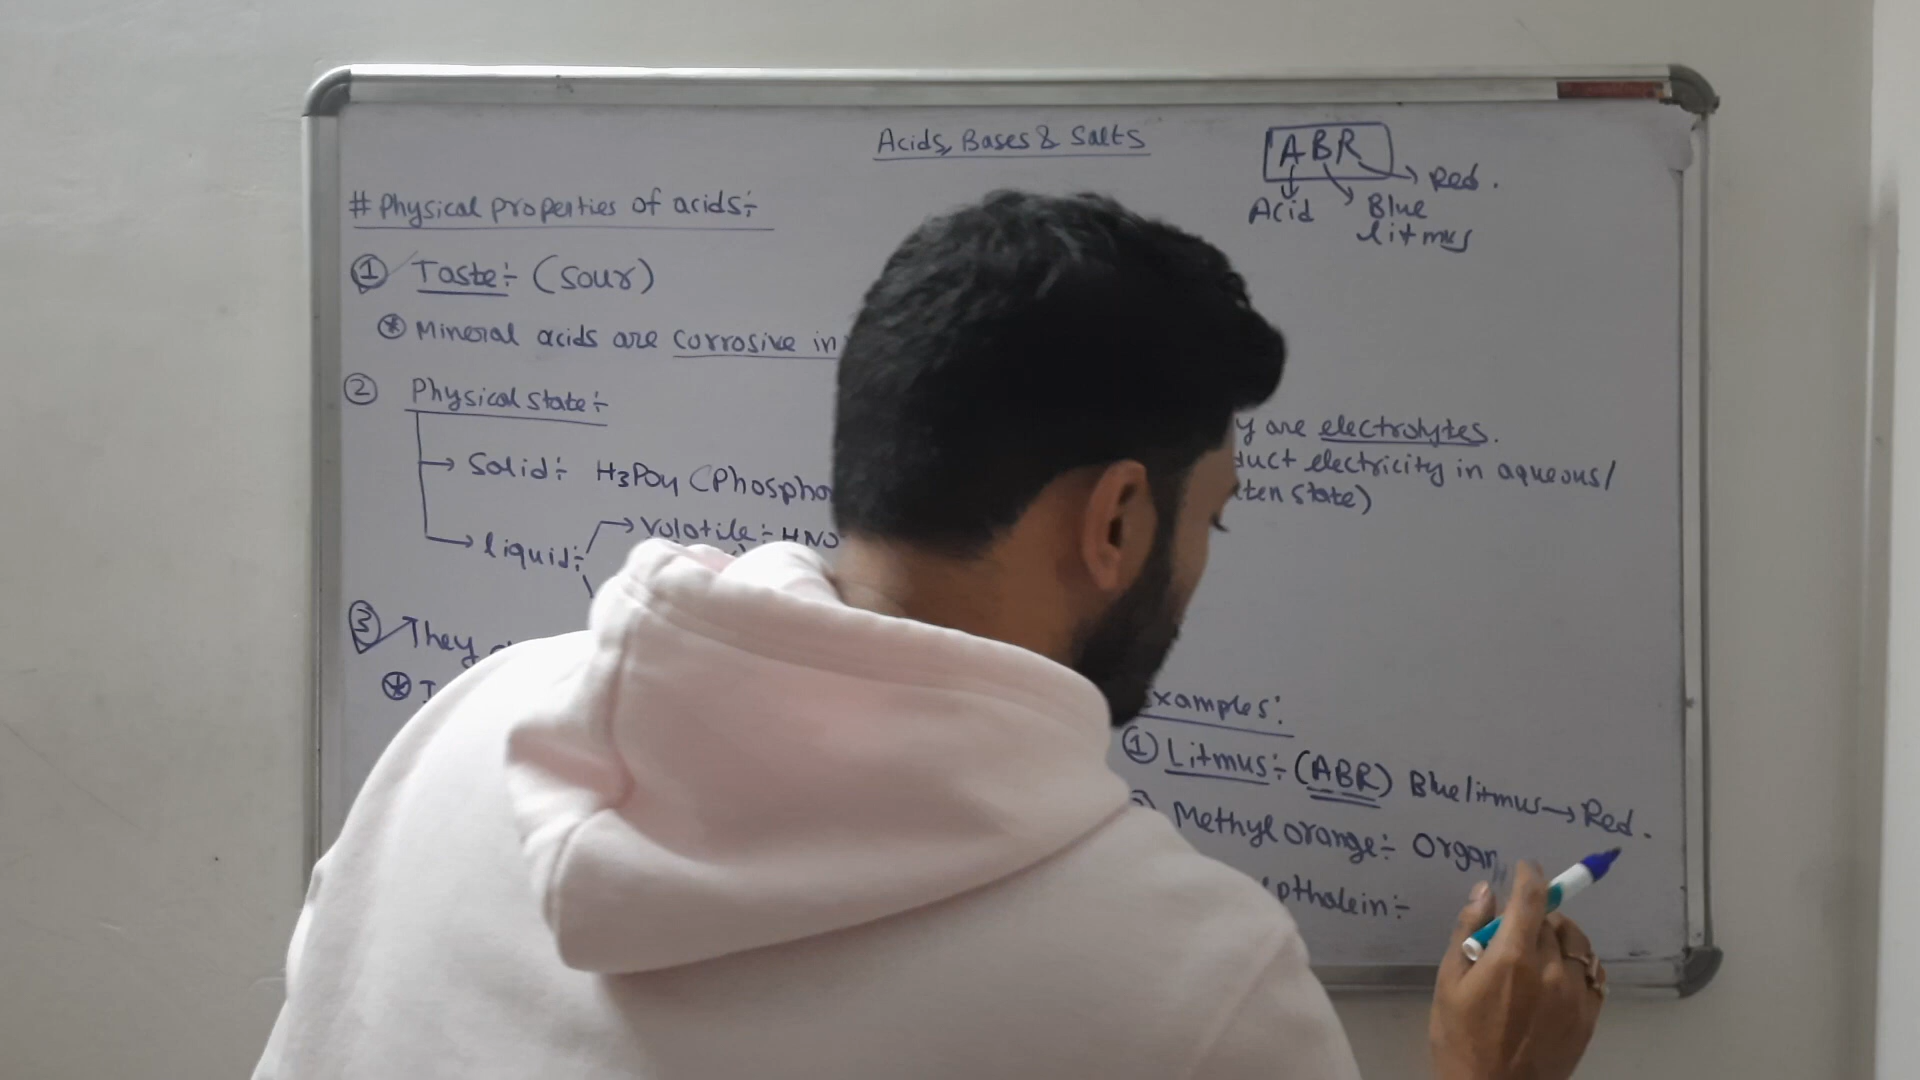 Acids, Bases & Salts
ABR
Red.
Acid
Blue
litmus
# Physical properties of acids:-
1 Taste:- (sour)
* Mineral acids are corrosive in
2 Physical state:-
Solid:- H3PO4 (Phospho
liquid:-
Volatile:- HNO
3 They
* I
y are electrolytes.
duct electricity in aqueous/
ten state)
xamples:
1 Litmus:- (ABR) Blue litmus → Red.
Methyl orange:- Organ
pthalein:-